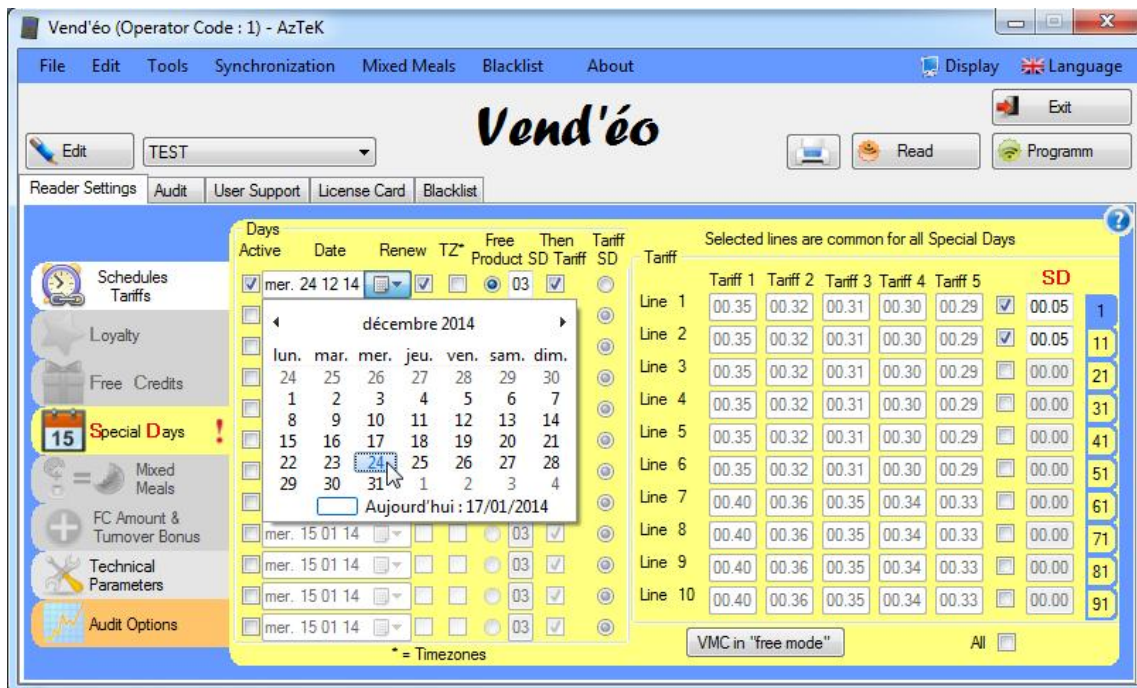 Vend'éo (Operator Code : 1) - AzTeK
File Edit Tools Synchronization Mixed Meals Blacklist About Display Language
Vend'éo
Exit
Edit TEST Read Programm
Reader Settings Audit User Support License Card Blacklist
Days
Active Date Renew TZ* Free Product Then SD Tariff Tariff SD
mer. 24 12 14 03
décembre 2014
lun. mar. mer. jeu. ven. sam. dim.
24 25 26 27 28 29 30
1 2 3 4 5 6 7
8 9 10 11 12 13 14
15 16 17 18 19 20 21
22 23 24 25 26 27 28
29 30 31 1 2 3 4
Aujourd'hui : 17/01/2014
mer. 15 01 14 03
mer. 15 01 14 03
mer. 15 01 14 03
mer. 15 01 14 03
* = Timezones
Schedules
Tariffs
Loyalty
Free Credits
15 Special Days !
Mixed
Meals
FC Amount &
Turnover Bonus
Technical
Parameters
Audit Options
Selected lines are common for all Special Days
Tariff
Tariff 1 Tariff 2 Tariff 3 Tariff 4 Tariff 5 SD
Line 1 00.35 00.32 00.31 00.30 00.29 00.05
Line 2 00.35 00.32 00.31 00.30 00.29 00.05
Line 3 00.35 00.32 00.31 00.30 00.29 00.00
Line 4 00.35 00.32 00.31 00.30 00.29 00.00
Line 5 00.35 00.32 00.31 00.30 00.29 00.00
Line 6 00.35 00.32 00.31 00.30 00.29 00.00
Line 7 00.40 00.36 00.35 00.34 00.33 00.00
Line 8 00.40 00.36 00.35 00.34 00.33 00.00
Line 9 00.40 00.36 00.35 00.34 00.33 00.00
Line 10 00.40 00.36 00.35 00.34 00.33 00.00
1
11
21
31
41
51
61
71
81
91
VMC in "free mode" All
?